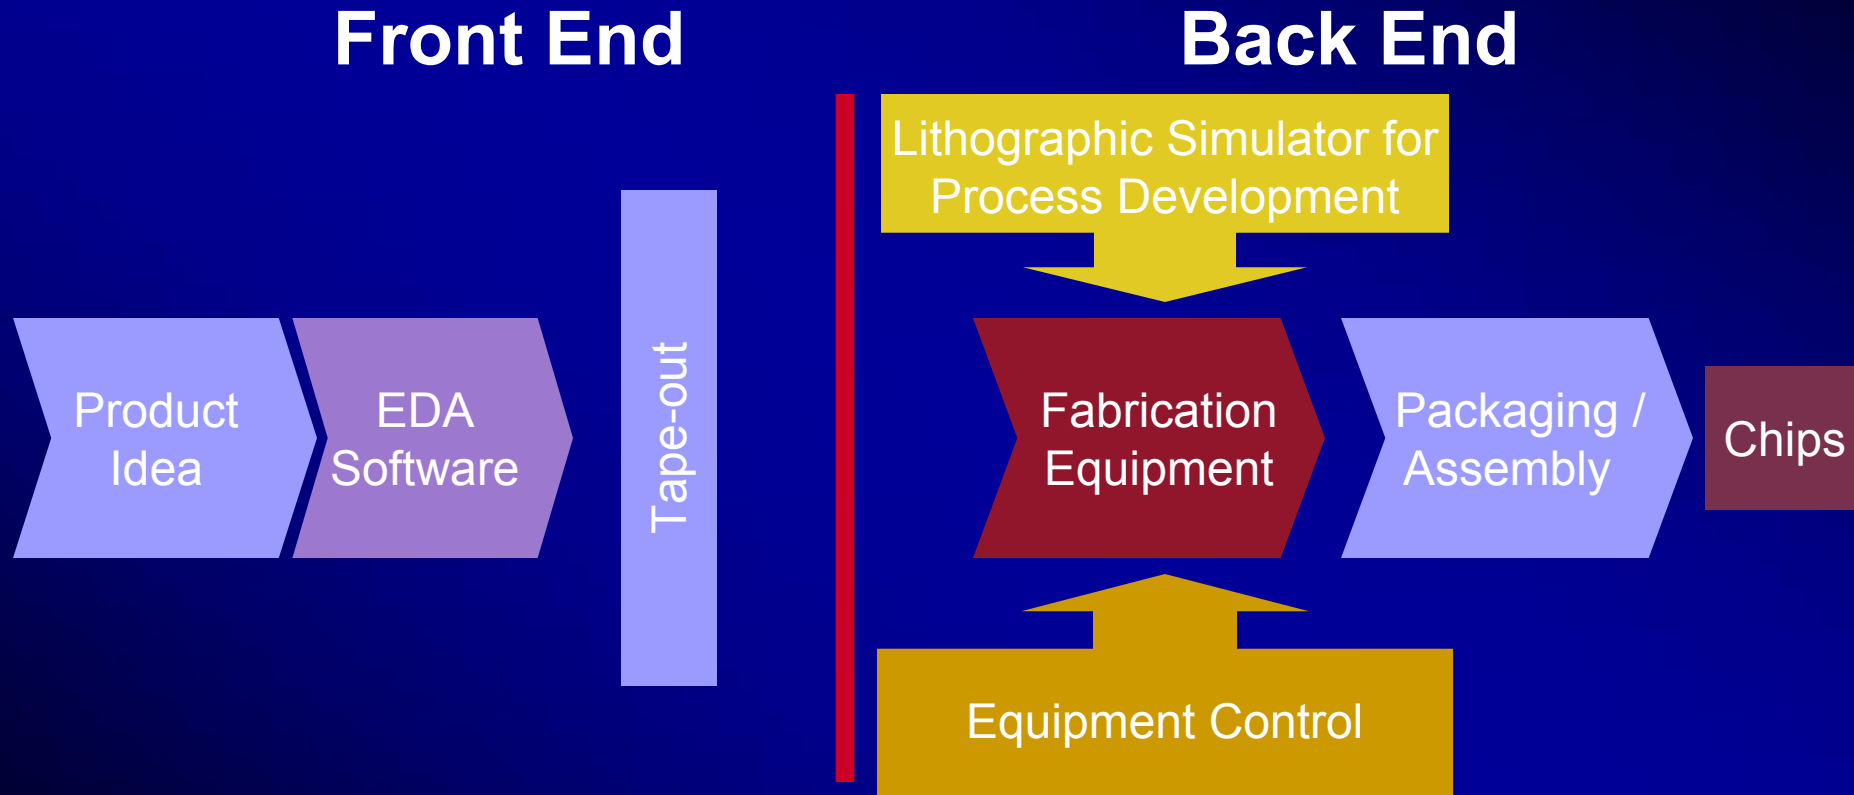 Front End
Back End
Lithographic Simulator for
Process Development
Product
Idea
EDA
Software
Tape-out
Fabrication
Equipment
Packaging /
Assembly
Chips
Equipment Control